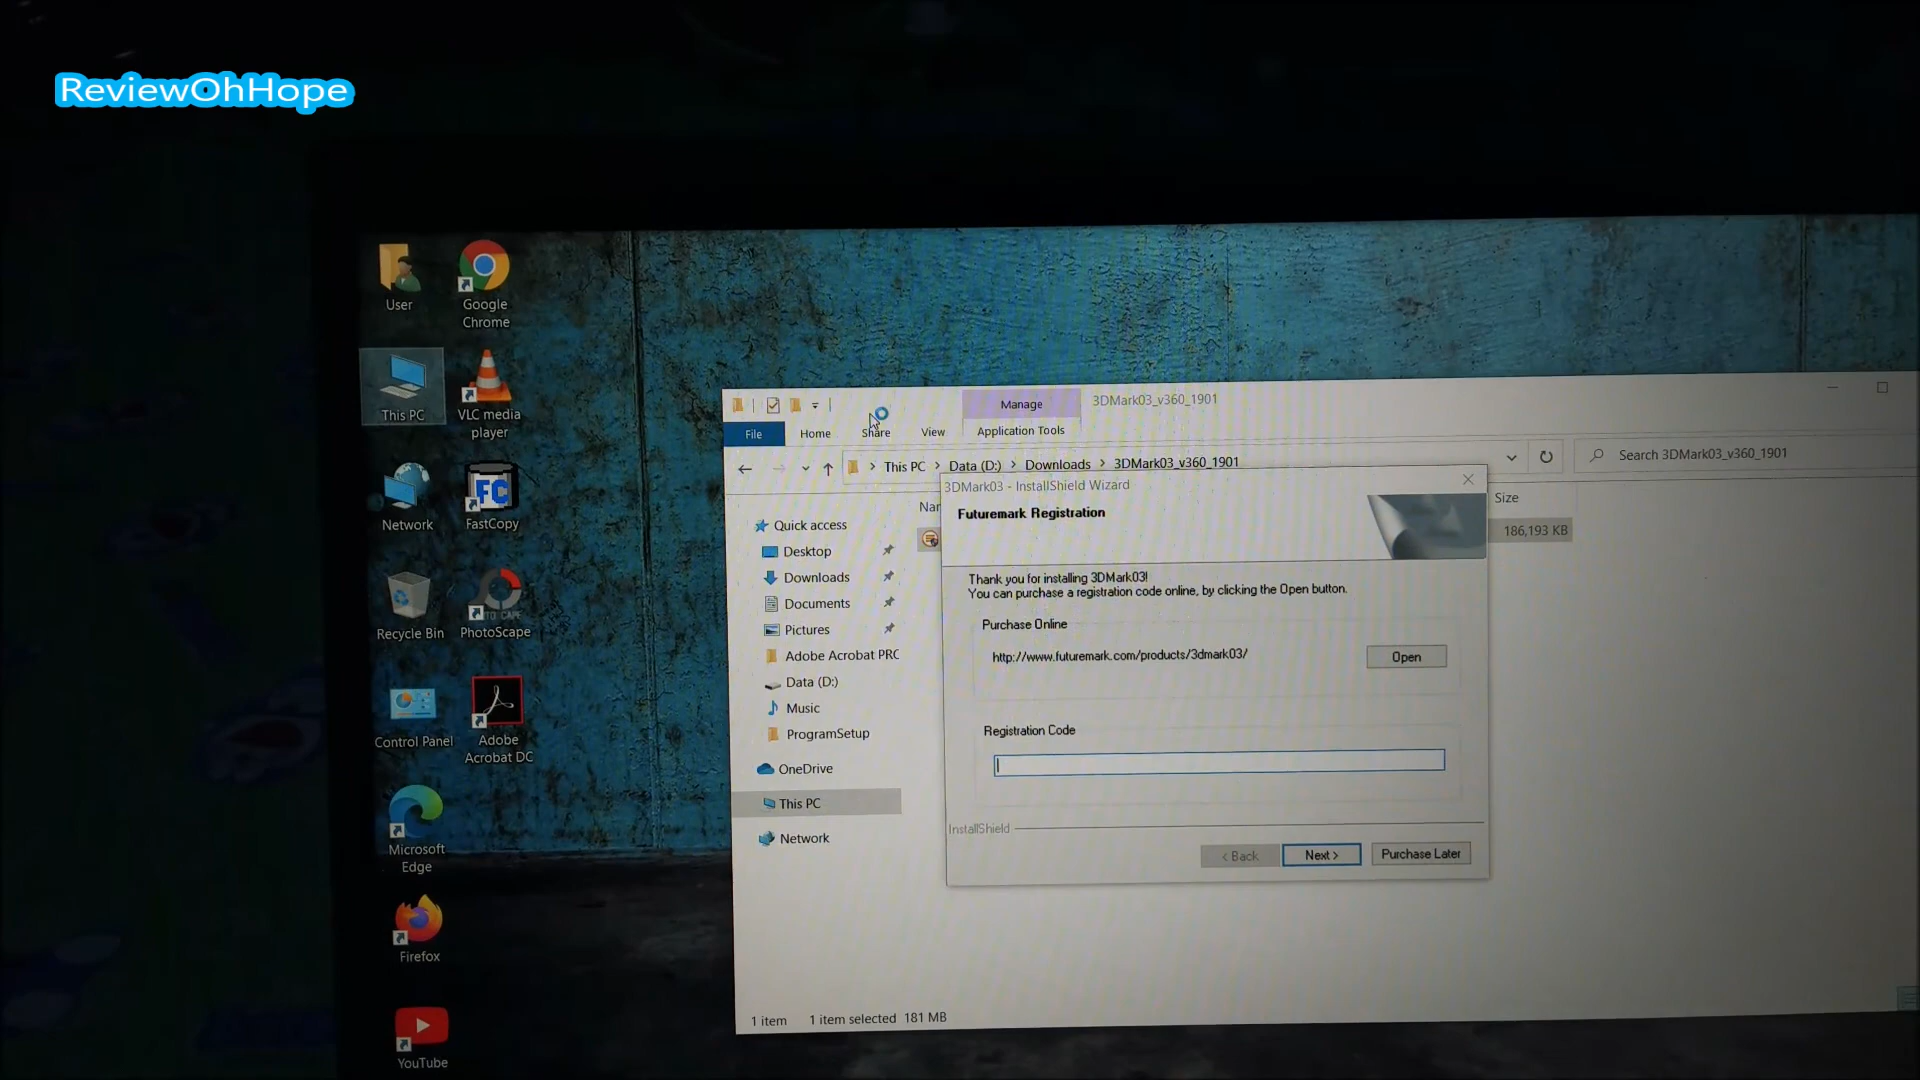 ReviewOhHope
User
Google
Chrome
This PC
VLC media
player
Network
FastCopy
Recycle Bin
PhotoScape
Control Panel
Adobe
Acrobat DC
Microsoft
Edge
Firefox
YouTube
Manage
3DMark03_v360_1901
File
Home
Share
View
Application Tools
This PC > Data (D:) > Downloads > 3DMark03_v360_1901
Search 3DMark03_v360_1901
Size
186,193 KB
Quick access
Desktop
Downloads
Documents
Pictures
Adobe Acrobat PRC
Data (D:)
Music
ProgramSetup
OneDrive
This PC
Network
1 item
1 item selected 181 MB
3DMark03 - InstallShield Wizard
Futuremark Registration
Thank you for installing 3DMark03!
You can purchase a registration code online, by clicking the Open button.
Purchase Online
http://www.futuremark.com/products/3dmark03/
Open
Registration Code
InstallShield
< Back
Next >
Purchase Later